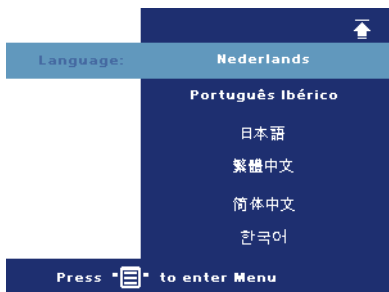 Language: Nederlands
Português Ibérico
日本語
繁體中文
简体中文
한국어
Press "" to enter Menu